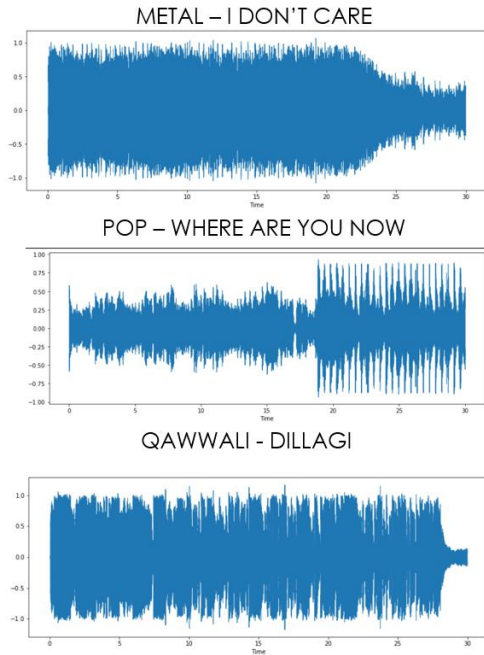 METAL – I DON'T CARE
1.0
0.5
0.0
−0.5
−1.0
0 5 10 15 20 25 30
Time
POP – WHERE ARE YOU NOW
1.00
0.75
0.50
0.25
0.00
−0.25
−0.50
−0.75
−1.00
0 5 10 15 20 25 30
Time
QAWWALI - DILLAGI
1.0
0.5
0.0
−0.5
−1.0
0 5 10 15 20 25 30
Time